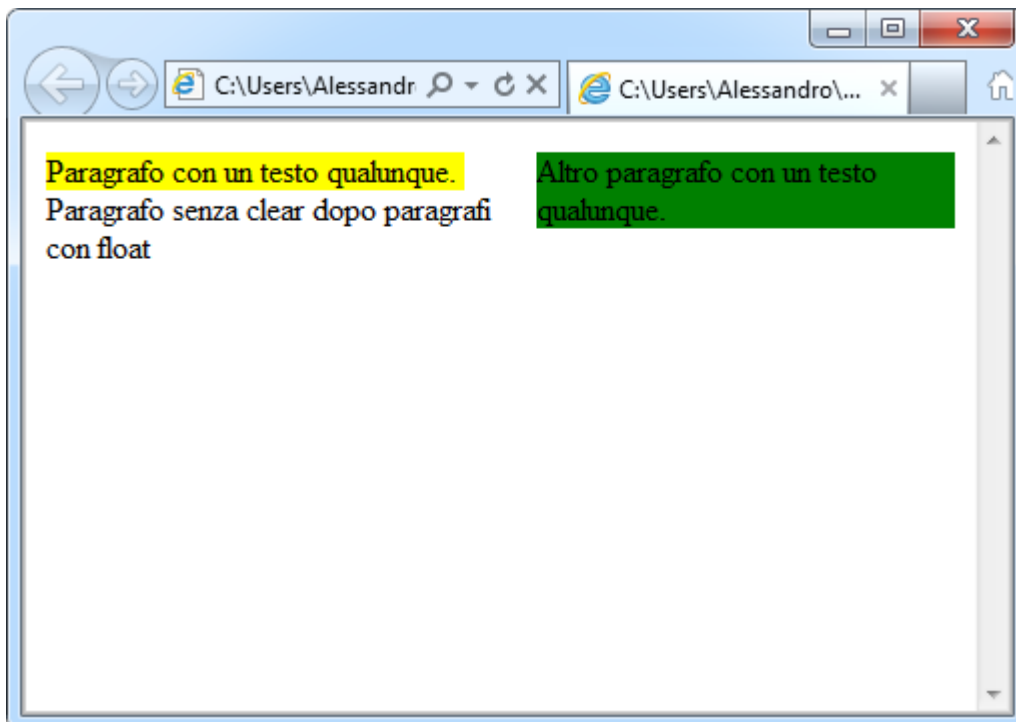 C:\Users\Alessandr
C:\Users\Alessandro\...
Paragrafo con un testo qualunque.
Paragrafo senza clear dopo paragrafi
con float
Altro paragrafo con un testo
qualunque.